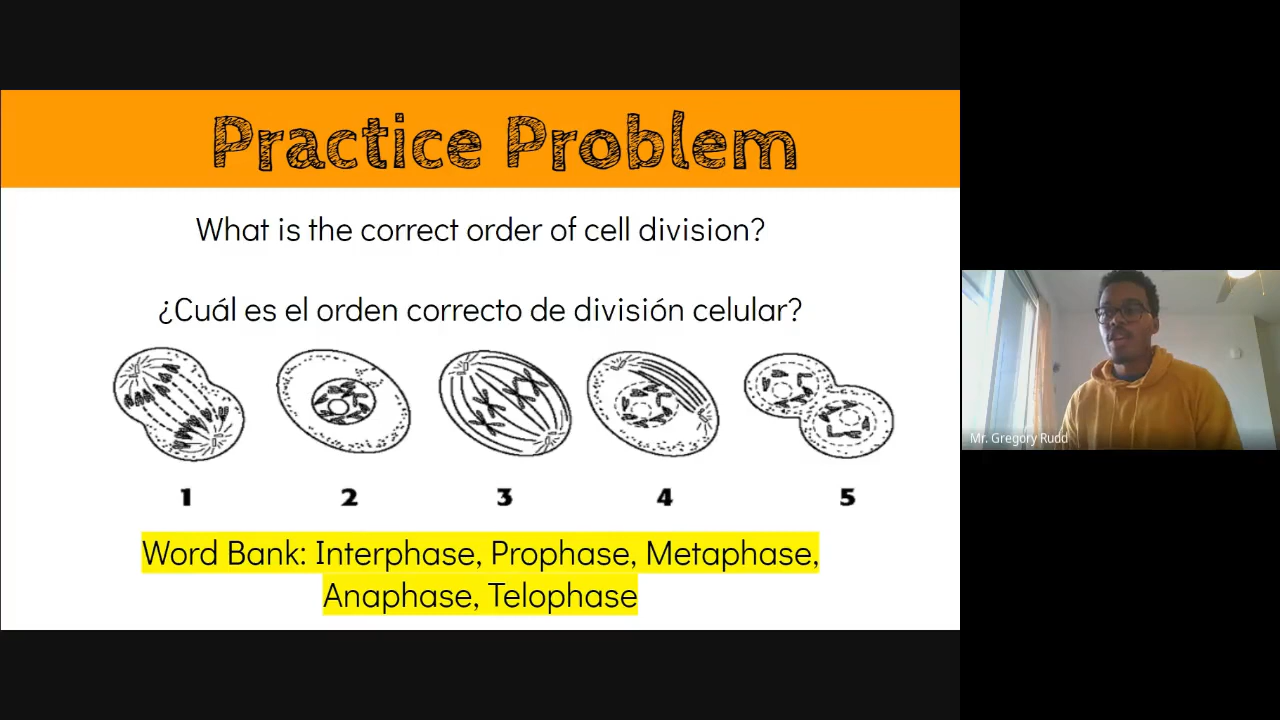 Practice Problem
What is the correct order of cell division?
¿Cuál es el orden correcto de división celular?
1 2 3 4 5
Word Bank: Interphase, Prophase, Metaphase,
Anaphase, Telophase
Mr. Gregory Rudd